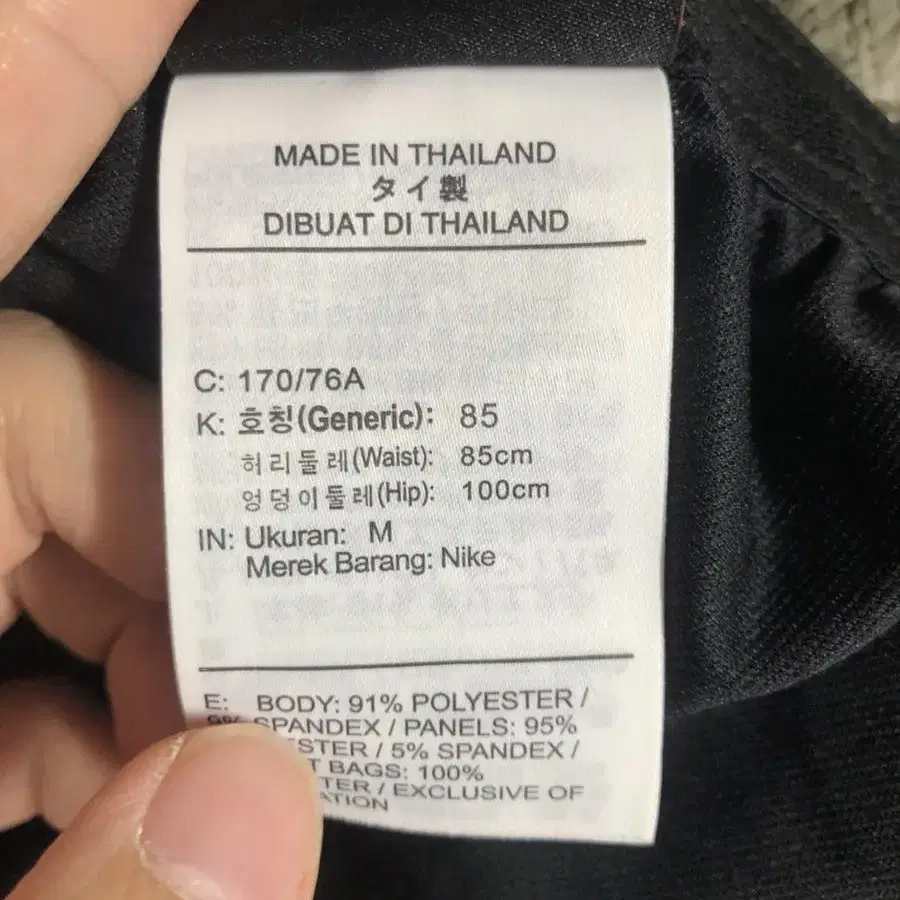 MADE IN THAILAND
タイ製
DIBUAT DI THAILAND
C: 170/76A
K: 호칭(Generic): 85
허리둘레(Waist): 85cm
엉덩이둘레(Hip): 100cm
IN: Ukuran: M
Merek Barang: Nike
E: BODY: 91% POLYESTER /
9% SPANDEX / PANELS: 95%
STER / 5% SPANDEX /
T BAGS: 100%
TER / EXCLUSIVE OF
ATION